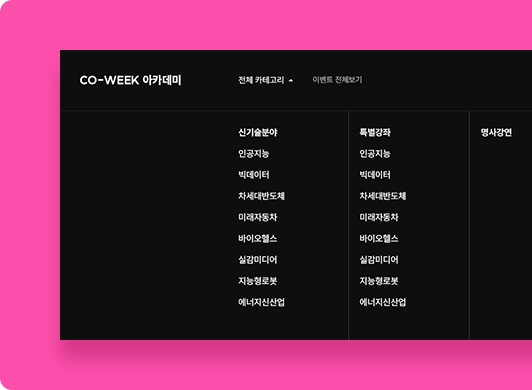 CO-WEEK 아카데미
전체 카테고리
이벤트 전체보기
신기술분야
인공지능
빅데이터
차세대반도체
미래자동차
바이오헬스
실감미디어
지능형로봇
에너지신산업
특별강좌
인공지능
빅데이터
차세대반도체
미래자동차
바이오헬스
실감미디어
지능형로봇
에너지신산업
명사강연